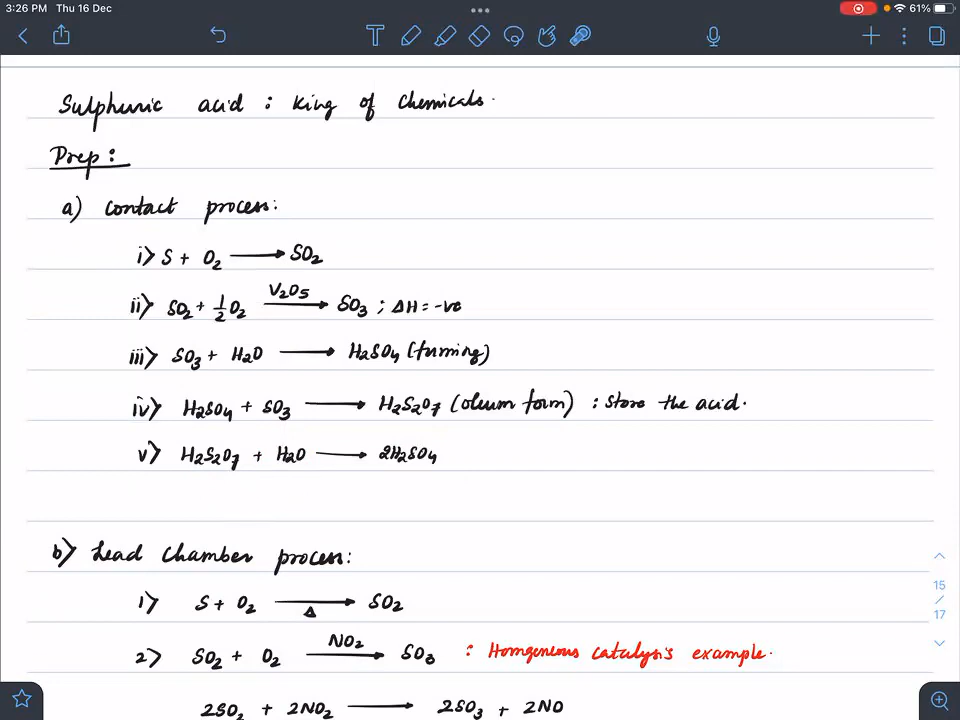 3:26 PM Thu 16 Dec
61%
Sulphuric acid : King of Chemicals.
Prep :
a) Contact process:
i) S + O₂ ⟶ SO₂
ii) SO₂ + ½O₂ ⟶ V₂O₅ SO₃ ; ΔH = -ve
iii) SO₃ + H₂O ⟶ H₂SO₄ (fuming)
iv) H₂SO₄ + SO₃ ⟶ H₂S₂O₇ (oleum form) : Store the acid.
v) H₂S₂O₇ + H₂O ⟶ 2H₂SO₄
b) Lead chamber process:
1) S + O₂ ⟶ Δ SO₂
2) SO₂ + O₂ ⟶ NO₂ SO₃ : Homgeneous catalysis example.
2SO₂ + 2NO₂ ⟶ 2SO₃ + 2NO
15
/
17